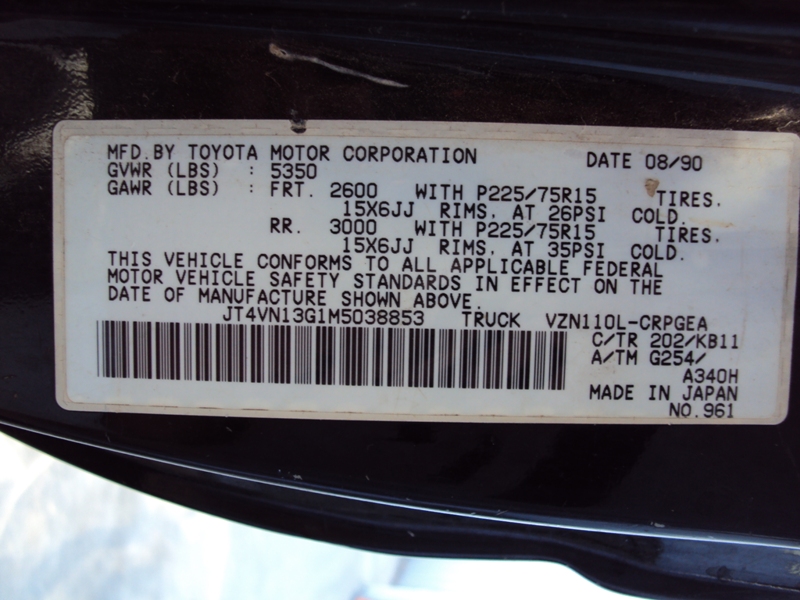 MFD.BY TOYOTA MOTOR CORPORATION DATE 08/90
GVWR (LBS) : 5350
GAWR (LBS) : FRT. 2600 WITH P225/75R15 TIRES.
15X6JJ RIMS, AT 26PSI COLD.
RR. 3000 WITH P225/75R15 TIRES.
15X6JJ RIMS, AT 35PSI COLD.
THIS VEHICLE CONFORMS TO ALL APPLICABLE FEDERAL
MOTOR VEHICLE SAFETY STANDARDS IN EFFECT ON THE
DATE OF MANUFACTURE SHOWN ABOVE.
JT4VN13G1M5038853 TRUCK VZN110L-CRPGEA
C/TR 202/KB11
A/TM G254/
A340H
MADE IN JAPAN
NO.961